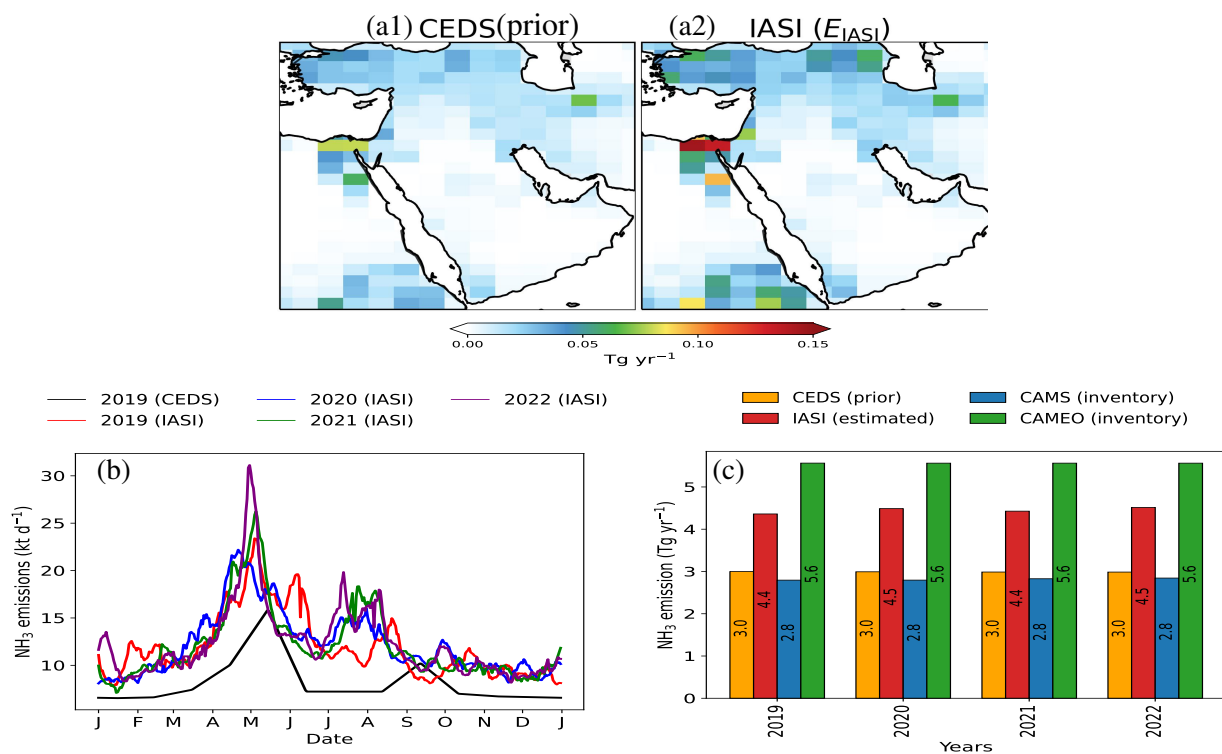 (a1) CEDS(prior)
(a2) IASI (E_IASI)
0.00 0.05 0.10 0.15
Tg yr⁻¹
2019 (CEDS) 2020 (IASI) 2022 (IASI)
2019 (IASI) 2021 (IASI)
(b)
NH₃ emissions (kt d⁻¹)
30
25
20
15
10
J F M A M J J A S O N D J
Date
CEDS (prior) CAMS (inventory)
IASI (estimated) CAMEO (inventory)
(c)
NH₃ emission (Tg yr⁻¹)
5
4
3
2
1
0
3.0 4.4 2.8 5.6
3.0 4.5 2.8 5.6
3.0 4.4 2.8 5.6
3.0 4.5 2.8 5.6
2019 2020 2021 2022
Years